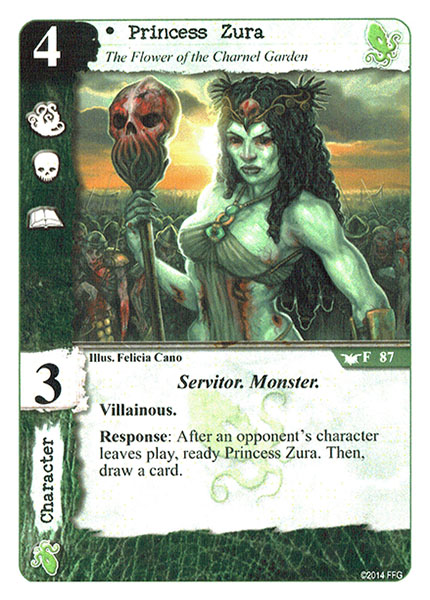 4
• Princess Zura
The Flower of the Charnel Garden
Illus. Felicia Cano
F 87
3
Servitor. Monster.
Villainous.
Response: After an opponent's character
leaves play, ready Princess Zura. Then,
draw a card.
Character
©2014 FFG